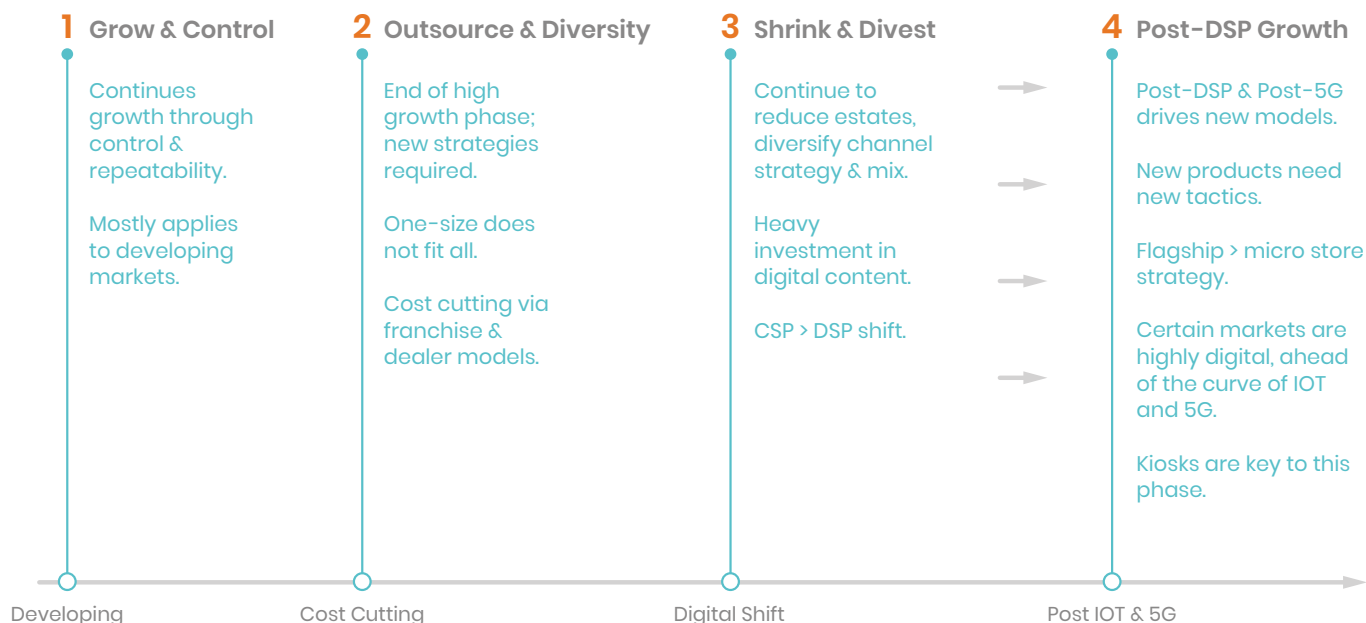 1 Grow & Control
Continues
growth through
control &
repeatability.
Mostly applies
to developing
markets.
2 Outsource & Diversity
End of high
growth phase;
new strategies
required.
One-size does
not fit all.
Cost cutting via
franchise &
dealer models.
3 Shrink & Divest
Continue to
reduce estates,
diversify channel
strategy & mix.
Heavy
investment in
digital content.
CSP > DSP shift.
4 Post-DSP Growth
Post-DSP & Post-5G
drives new models.
New products need
new tactics.
Flagship > micro store
strategy.
Certain markets are
highly digital, ahead
of the curve of IOT
and 5G.
Kiosks are key to this
phase.
Developing
Cost Cutting
Digital Shift
Post IOT & 5G